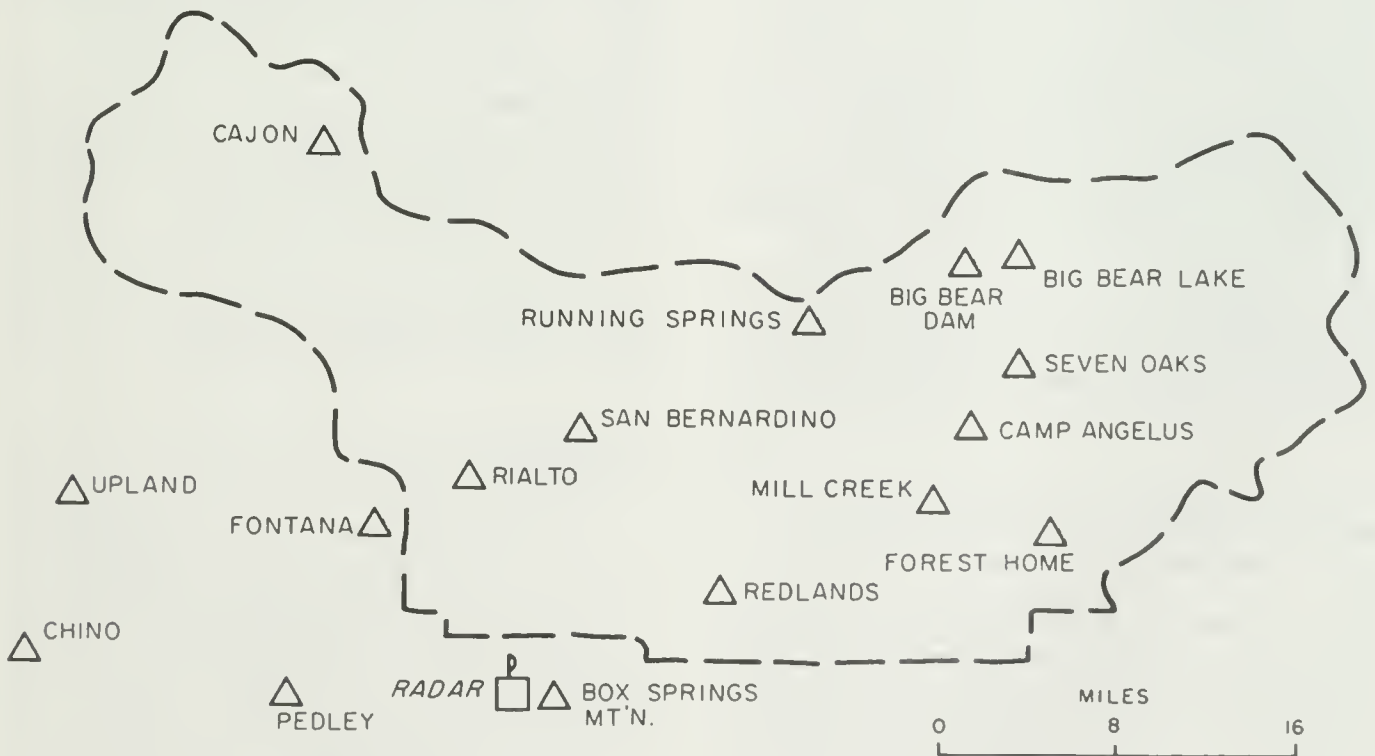 CAJON
BIG BEAR LAKE
BIG BEAR
DAM
RUNNING SPRINGS
SEVEN OAKS
SAN BERNARDINO
CAMP ANGELUS
RIALTO
UPLAND
MILL CREEK
FONTANA
FOREST HOME
REDLANDS
CHINO
RADAR
BOX SPRINGS
MT'N.
PEDLEY
MILES
0 8 16